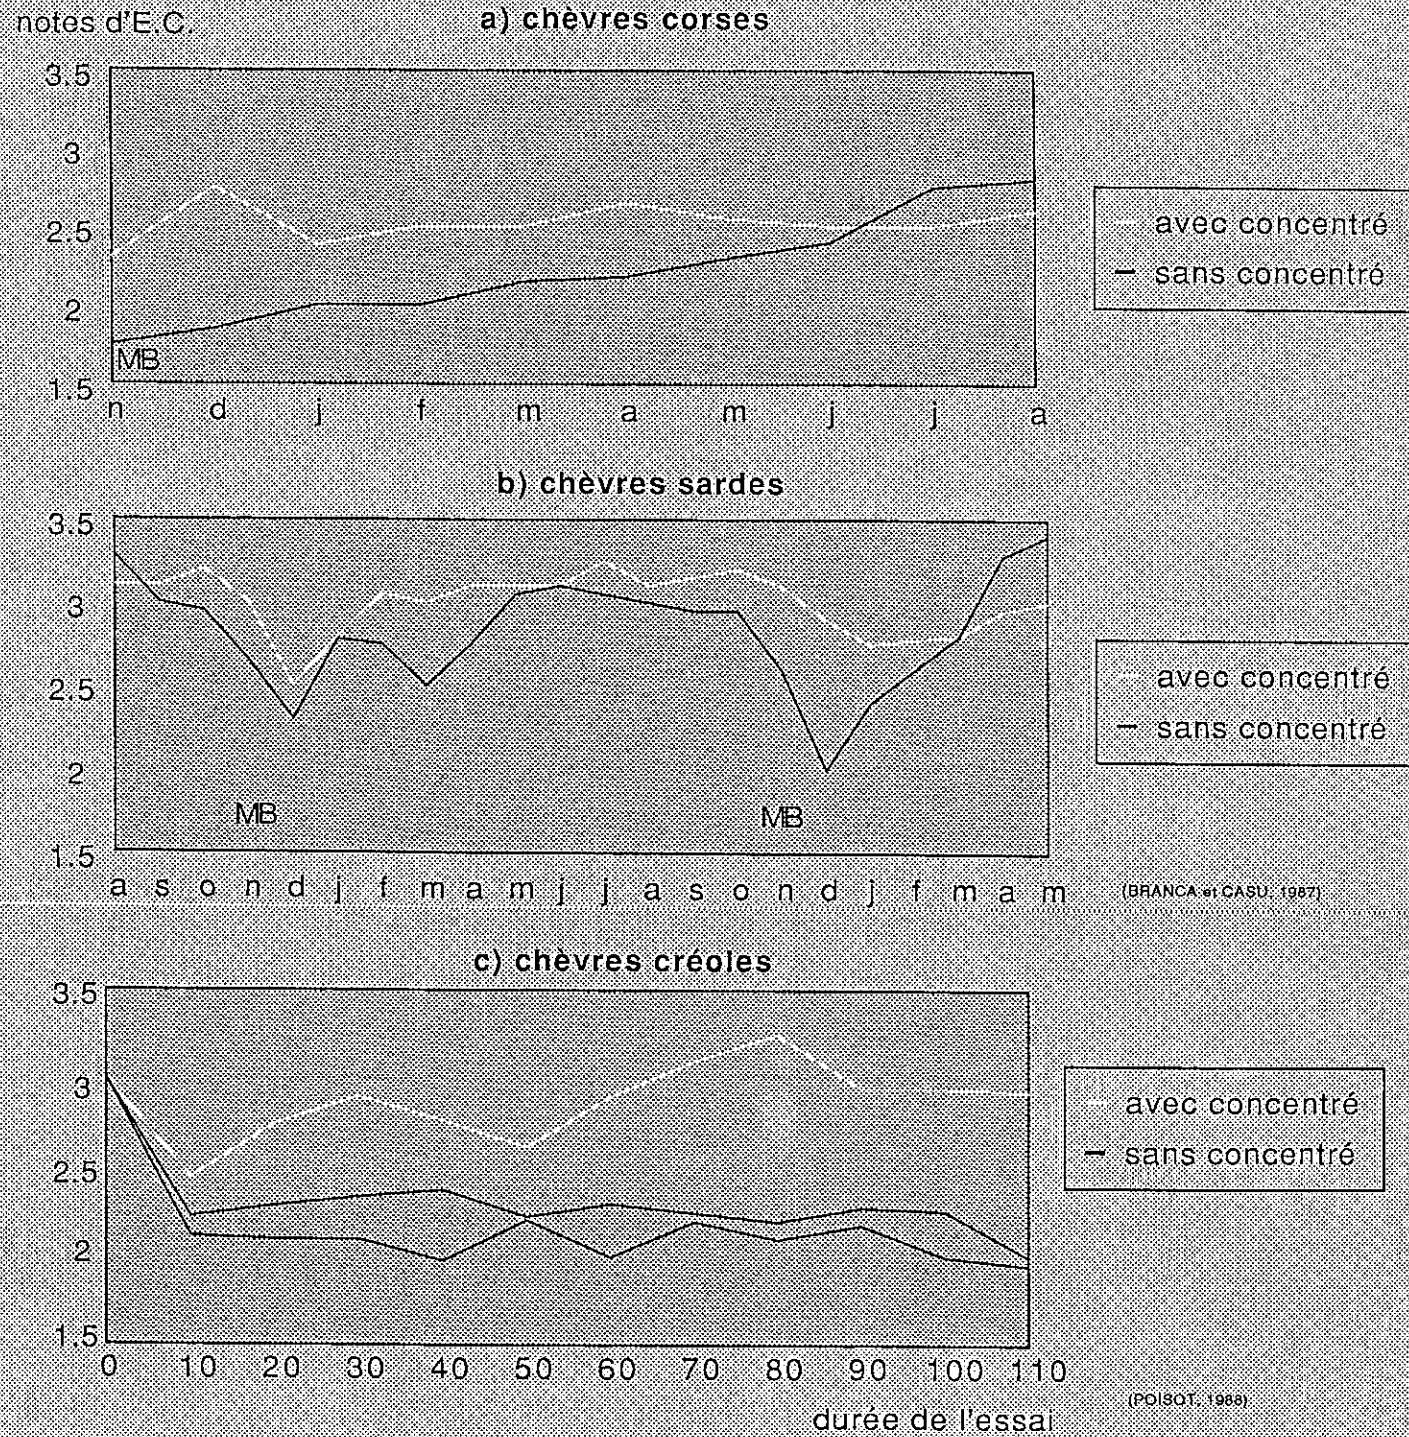 notes d'E.C.
a) chèvres corses
3.5
3
2.5
2
1.5
MB
n d j f m a m j j a
avec concentré
sans concentré
b) chèvres sardes
3.5
3
2.5
2
1.5
MB MB
a s o n d j f m a m j j a s o n d j f m a m
avec concentré
sans concentré
(BRANCA et CASU, 1987)
c) chèvres créoles
3.5
3
2.5
2
1.5
0 10 20 30 40 50 60 70 80 90 100 110
avec concentré
sans concentré
(POISOT, 1988)
durée de l'essai